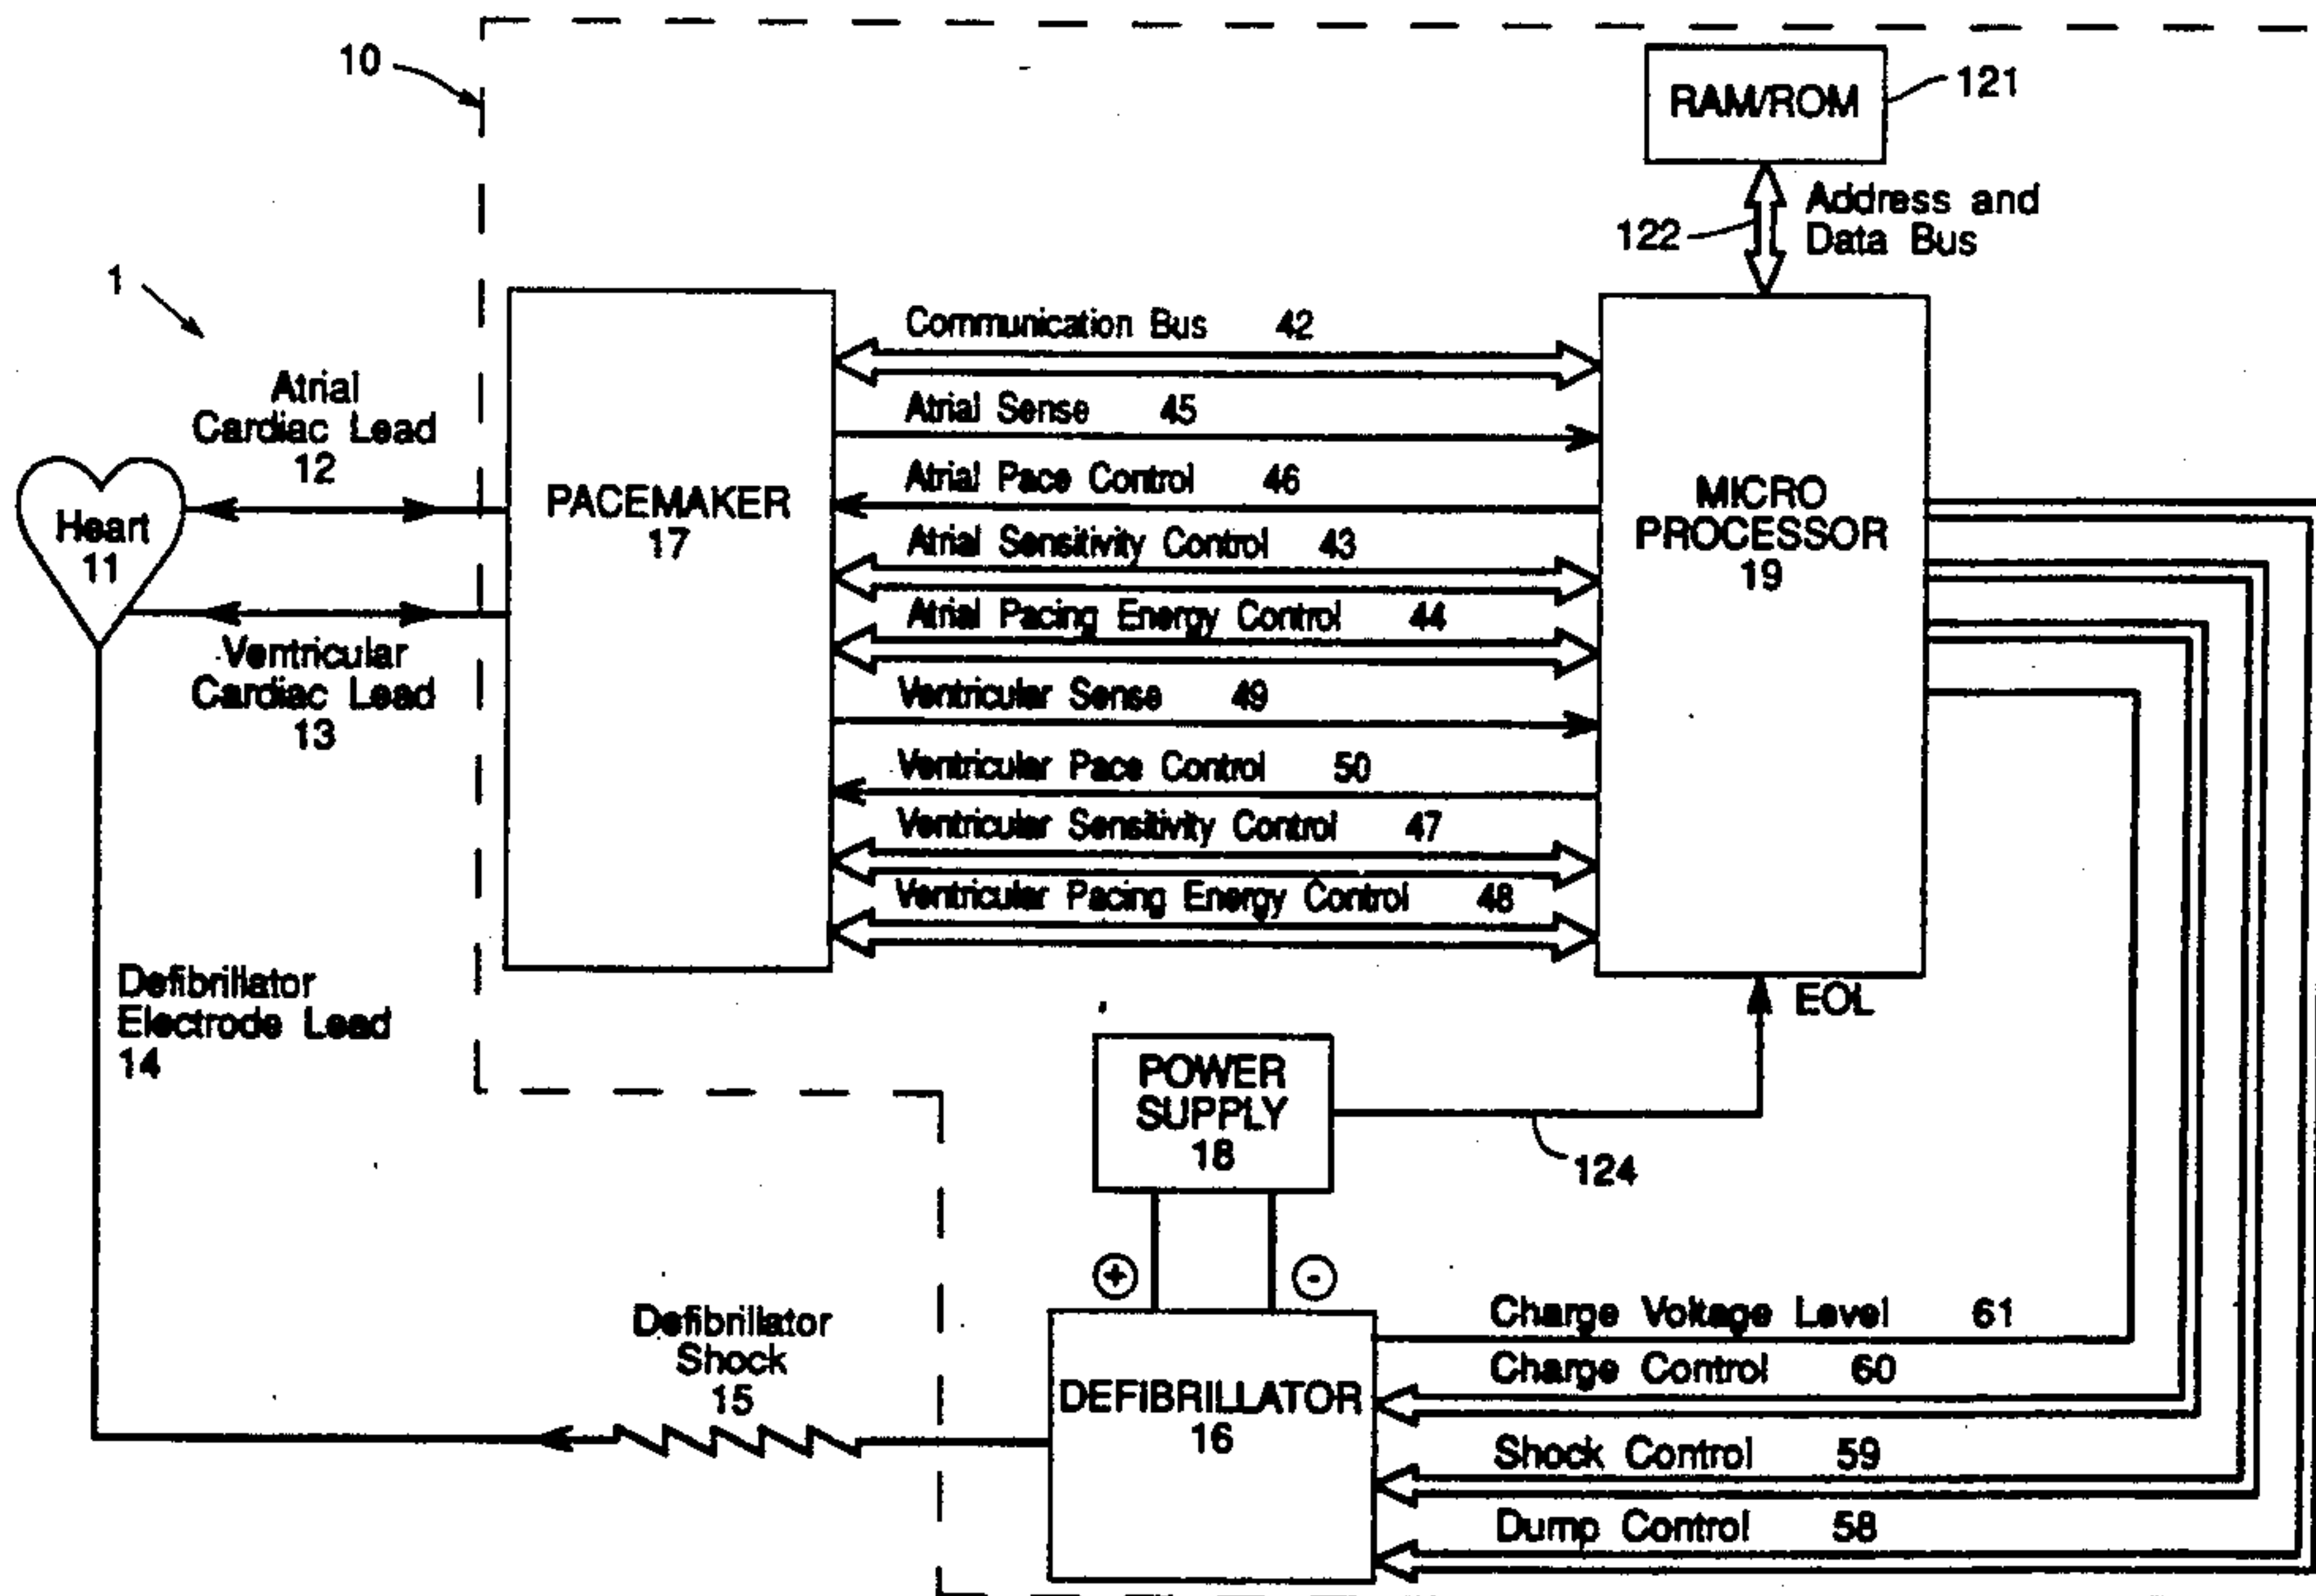 10
RAM/ROM
121
122
Address and
Data Bus
1
Communication Bus 42
Atrial Sense 45
Atrial Pace Control 46
Atrial Sensitivity Control 43
Atrial Pacing Energy Control 44
Ventricular Sense 49
Ventricular Pace Control 50
Ventricular Sensitivity Control 47
Ventricular Pacing Energy Control 48
Atrial
Cardiac Lead
12
Heart
11
PACEMAKER
17
MICRO
PROCESSOR
19
Ventricular
Cardiac Lead
13
Defibrillator
Electrode Lead
14
EOL
POWER
SUPPLY
18
124
+
-
Defibrillator
Shock
15
DEFIBRILLATOR
16
Charge Voltage Level 61
Charge Control 60
Shock Control 59
Dump Control 58